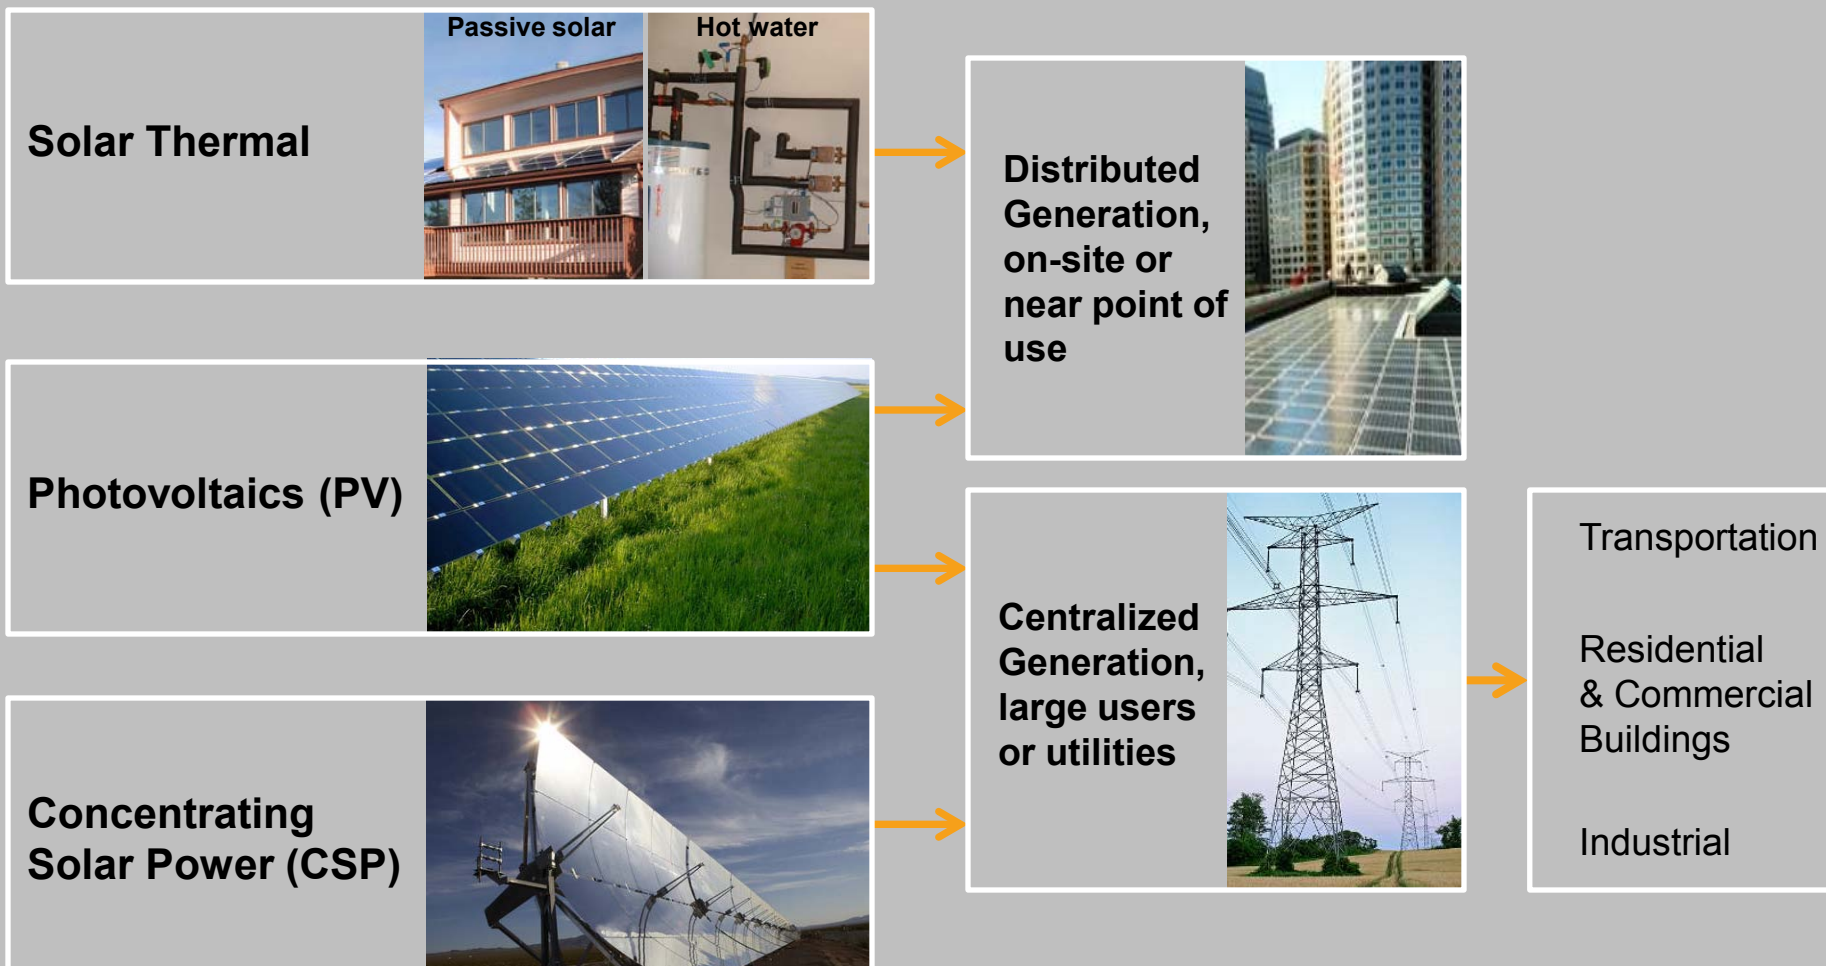 Passive solar
Hot water
Solar Thermal
Distributed
Generation,
on-site or
near point of
use
Photovoltaics (PV)
Centralized
Generation,
large users
or utilities
Transportation
Residential
& Commercial
Buildings
Industrial
Concentrating
Solar Power (CSP)